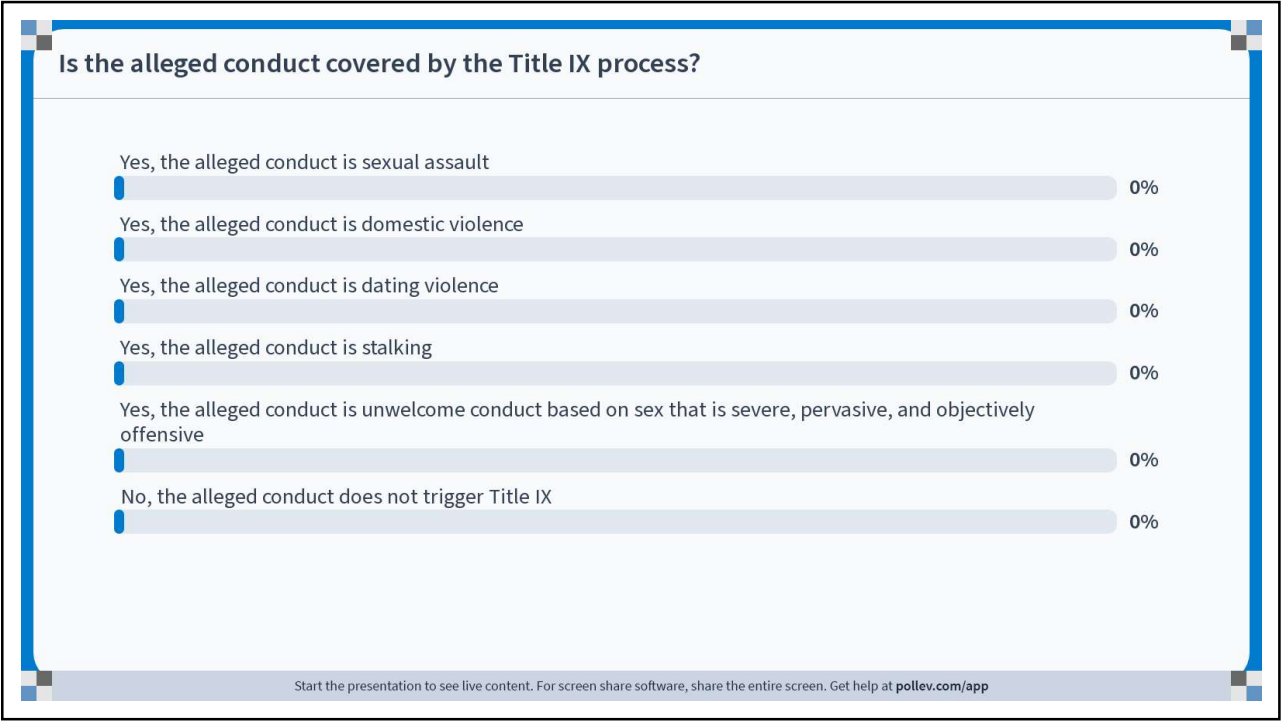 Is the alleged conduct covered by the Title IX process?
Yes, the alleged conduct is sexual assault
0%
Yes, the alleged conduct is domestic violence
0%
Yes, the alleged conduct is dating violence
0%
Yes, the alleged conduct is stalking
0%
Yes, the alleged conduct is unwelcome conduct based on sex that is severe, pervasive, and objectively
offensive
0%
No, the alleged conduct does not trigger Title IX
0%
Start the presentation to see live content. For screen share software, share the entire screen. Get help at pollev.com/app